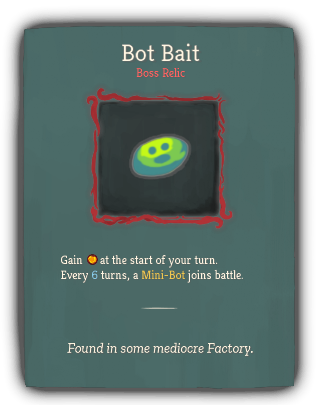 Bot Bait
Boss Relic
Gain at the start of your turn.
Every 6 turns, a Mini-Bot joins battle.
Found in some mediocre Factory.